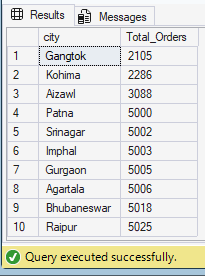 Results Messages
city Total_Orders
1 Gangtok 2105
2 Kohima 2286
3 Aizawl 3088
4 Patna 5000
5 Srinagar 5002
6 Imphal 5003
7 Gurgaon 5005
8 Agartala 5006
9 Bhubaneswar 5018
10 Raipur 5025
Query executed successfully.